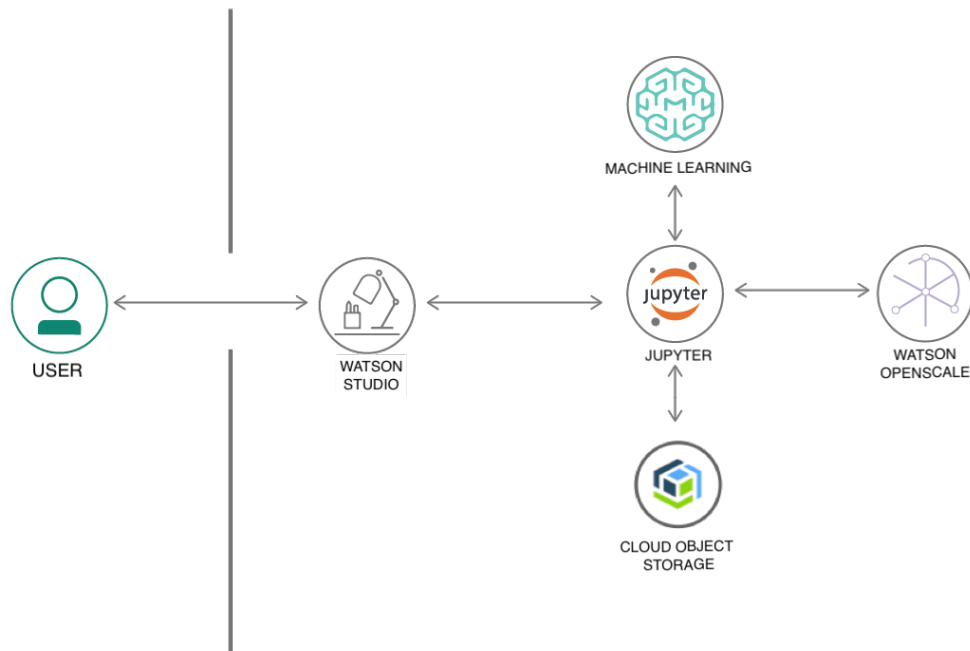 MACHINE LEARNING
USER
WATSON
STUDIO
jupyter
JUPYTER
WATSON
OPENSCALE
CLOUD OBJECT
STORAGE